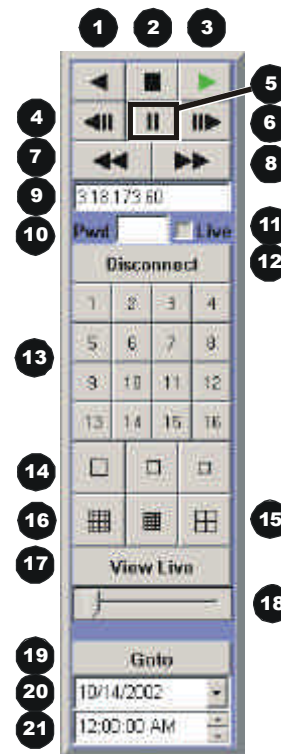 1 2 3
5
4 6
7 8
9 3.18.173.60
10 Pwd Live 11
Disconnect 12
1 2 3 4
5 6 7 8
13
9 10 11 12
13 14 15 16
14
16 15
17 View Live
18
19 Goto
20 10/14/2002
21 12:00:00 AM